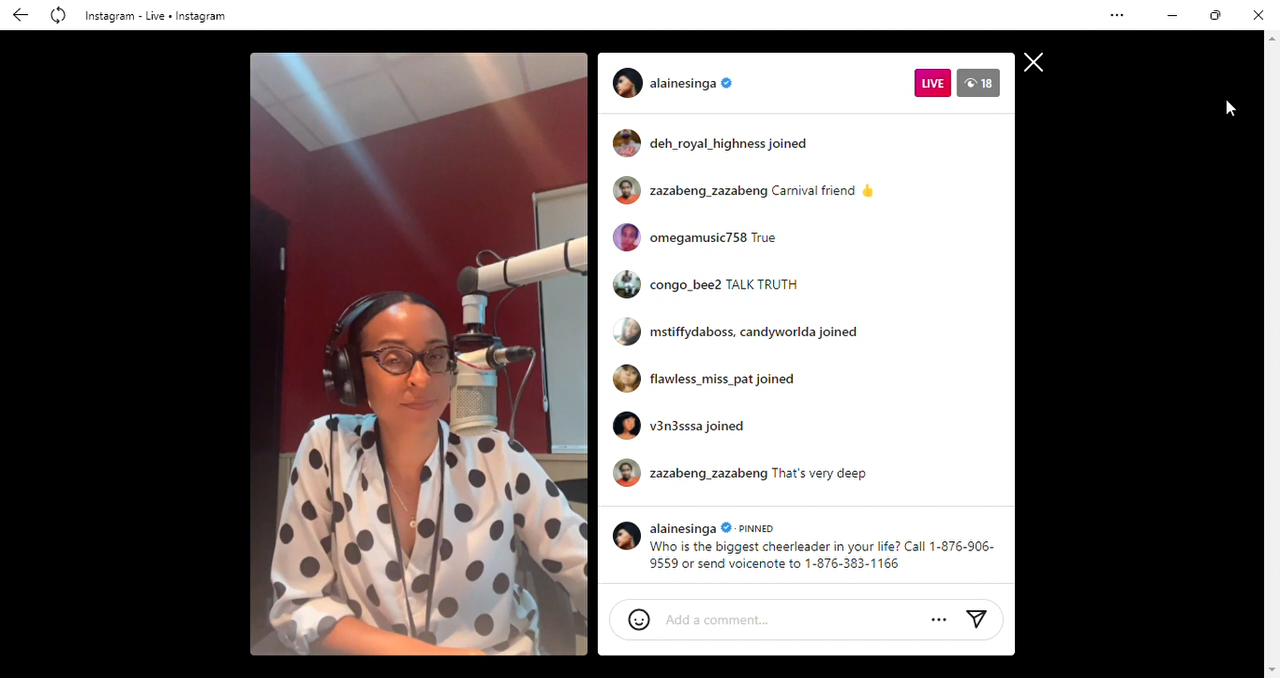 Instagram - Live • Instagram
alainesinga
LIVE
18
deh_royal_highness joined
zazabeng_zazabeng Carnival friend 👍
omegamusic758 True
congo_bee2 TALK TRUTH
mstiffydaboss, candyworlda joined
flawless_miss_pat joined
v3n3sssa joined
zazabeng_zazabeng That's very deep
alainesinga · PINNED
Who is the biggest cheerleader in your life? Call 1-876-906-
9559 or send voicenote to 1-876-383-1166
Add a comment...